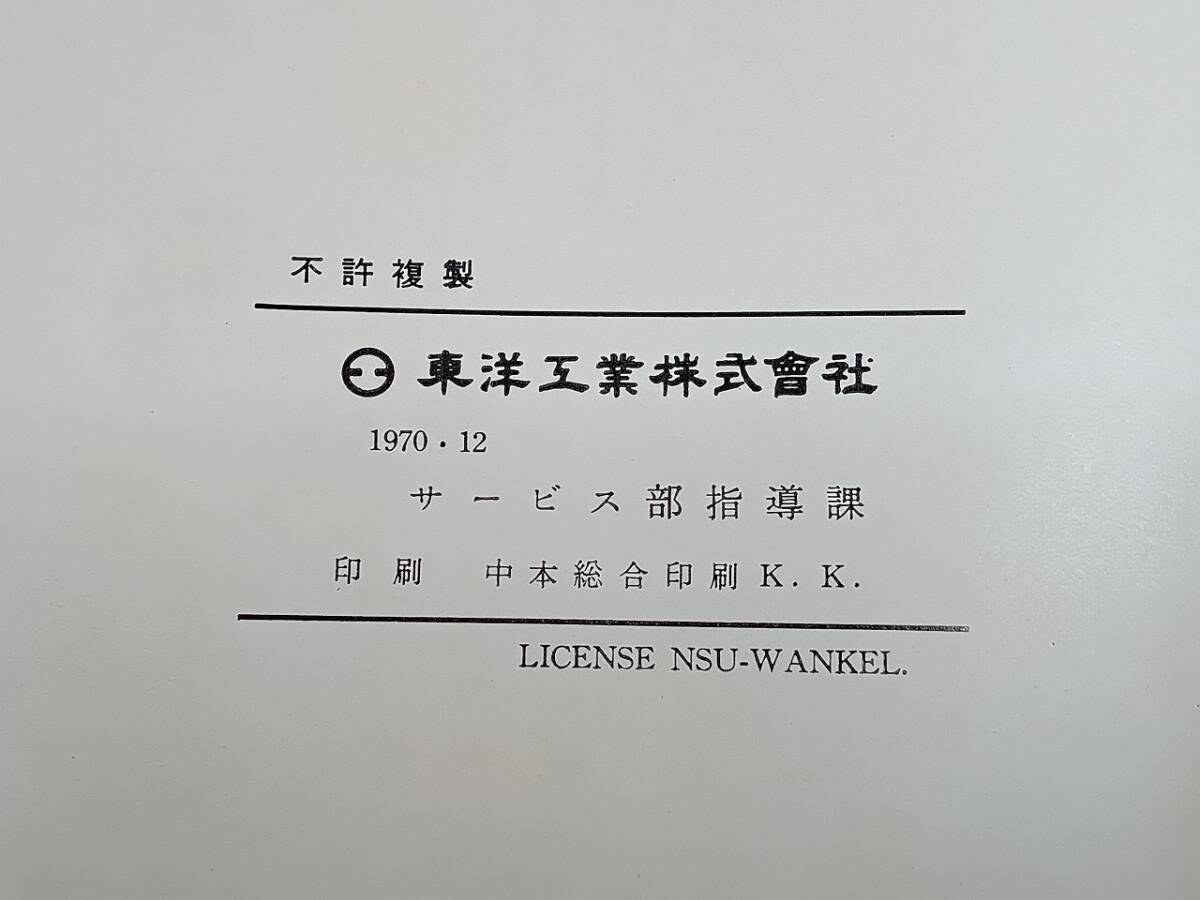 不許複製
東洋工業株式會社
1970・12
サービス部指導課
印刷 中本総合印刷K.K.
LICENSE NSU-WANKEL.